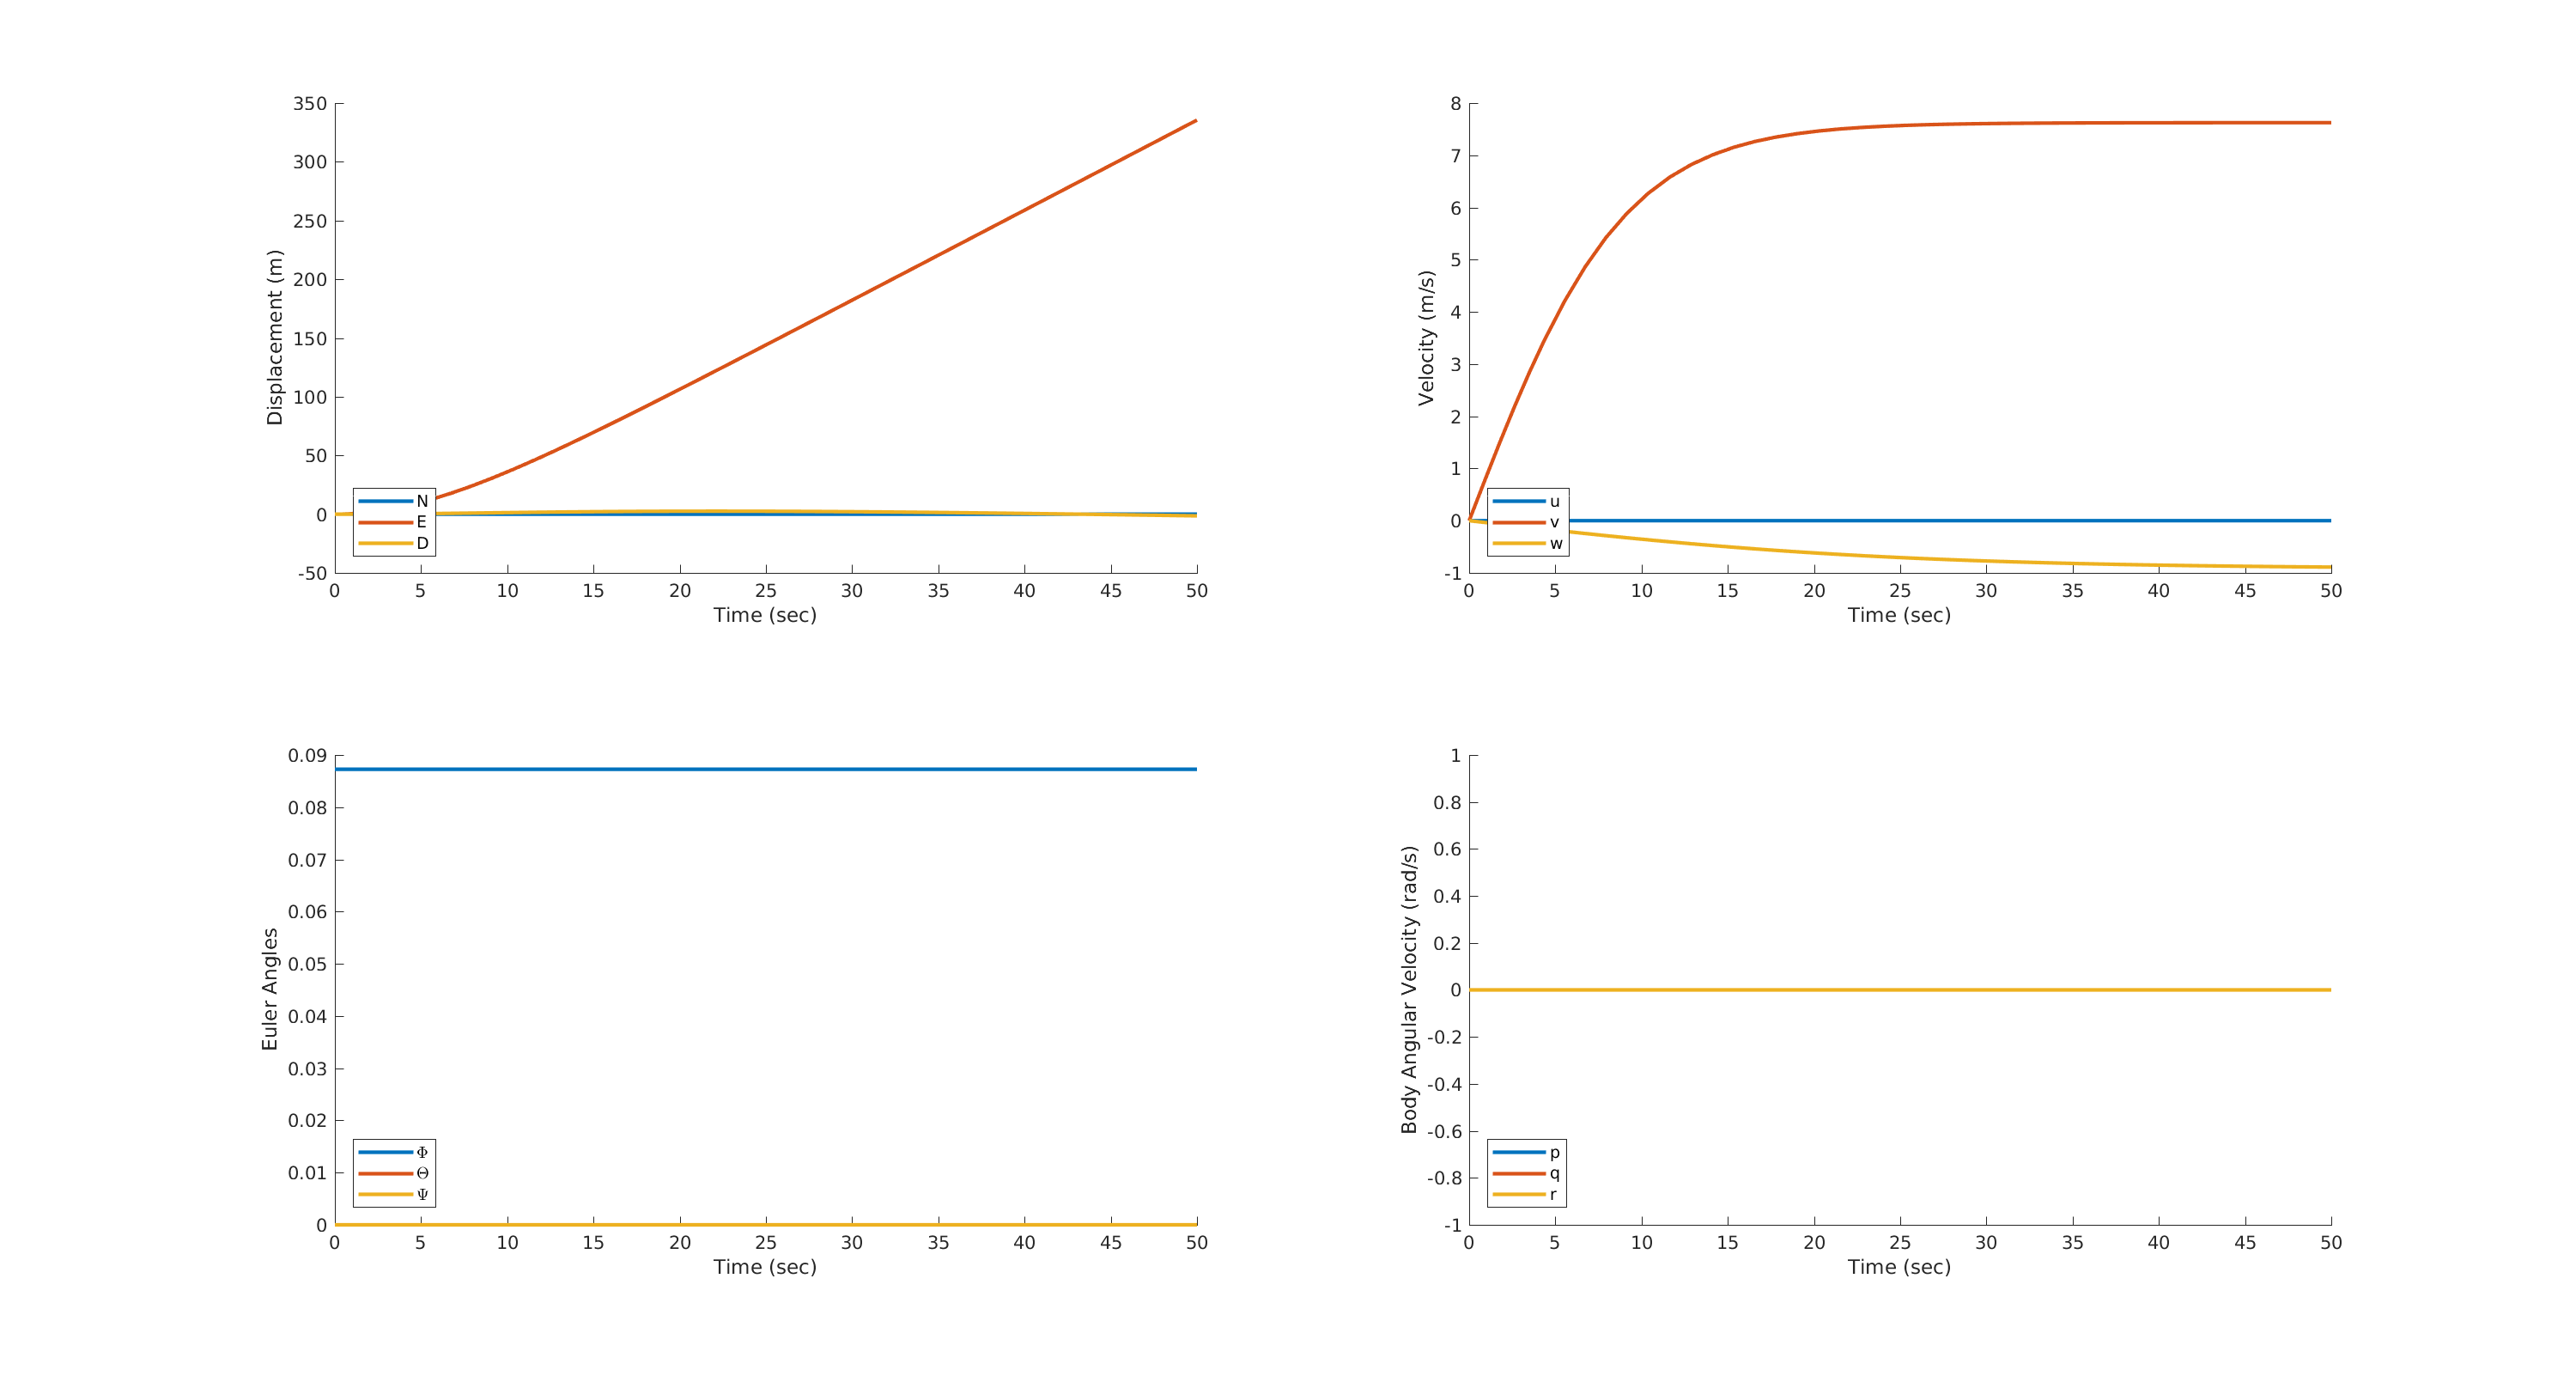 350
300
250
200
150
100
50
0
-50
Displacement (m)
N
E
D
0 5 10 15 20 25 30 35 40 45 50
Time (sec)
8
7
6
5
4
3
2
1
0
-1
Velocity (m/s)
u
v
w
0 5 10 15 20 25 30 35 40 45 50
Time (sec)
0.09
0.08
0.07
0.06
0.05
0.04
0.03
0.02
0.01
0
Euler Angles
Φ
Θ
Ψ
0 5 10 15 20 25 30 35 40 45 50
Time (sec)
1
0.8
0.6
0.4
0.2
0
-0.2
-0.4
-0.6
-0.8
-1
Body Angular Velocity (rad/s)
p
q
r
0 5 10 15 20 25 30 35 40 45 50
Time (sec)